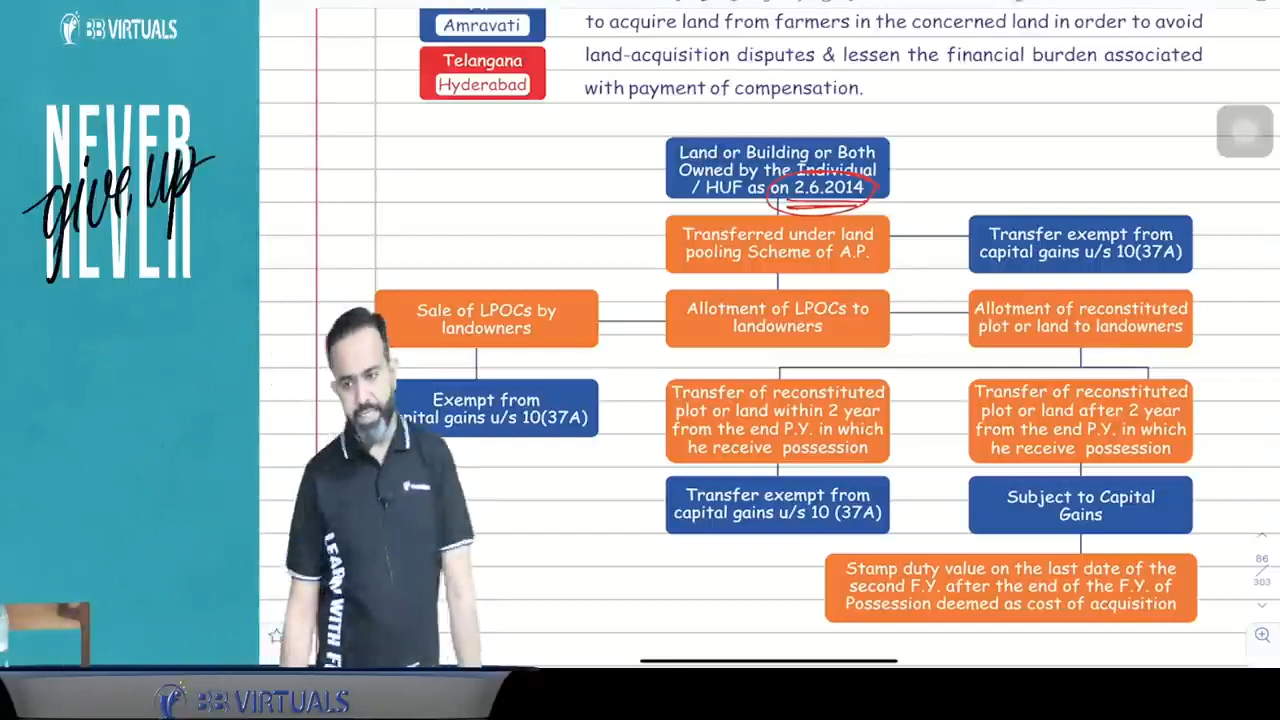 BB VIRTUALS
NEVER
give up
NEVER
Amravati
Telangana
Hyderabad
to acquire land from farmers in the concerned land in order to avoid
land-acquisition disputes & lessen the financial burden associated
with payment of compensation.
Land or Building or Both
Owned by the Individual
/ HUF as on 2.6.2014
Transferred under land
pooling Scheme of A.P.
Transfer exempt from
capital gains u/s 10(37A)
Sale of LPOCs by
landowners
Allotment of LPOCs to
landowners
Allotment of reconstituted
plot or land to landowners
Exempt from
pital gains u/s 10(37A)
Transfer of reconstituted
plot or land within 2 year
from the end P.Y. in which
he receive possession
Transfer of reconstituted
plot or land after 2 year
from the end P.Y. in which
he receive possession
Transfer exempt from
capital gains u/s 10 (37A)
Subject to Capital
Gains
Stamp duty value on the last date of the
second F.Y. after the end of the F.Y. of
Possession deemed as cost of acquisition
86
303
LEARN WITH F
BB VIRTUALS